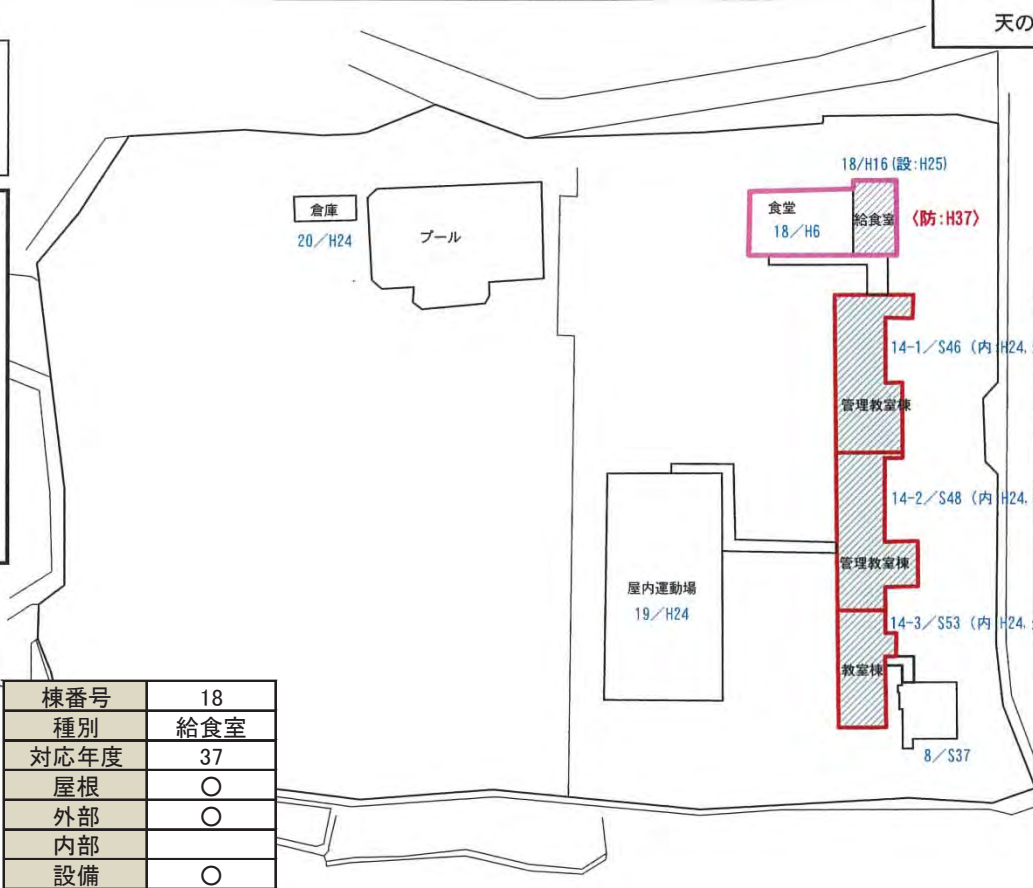 天の
18/H16 (設:H25)
倉庫
20/H24
プール
食堂
18/H6
給食室
〈防:H37〉
14-1/S46 (内:H24,
管理教室棟
14-2/S48 (内 H24,
管理教室棟
屋内運動場
19/H24
14-3/S53 (内 H24,
教室棟
8/S37
棟番号 18
種別 給食室
対応年度 37
屋根 〇
外部 〇
内部
設備 〇